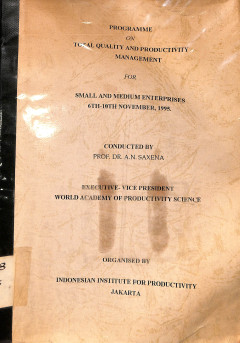 PROGRAMME
ON
TOTAL QUALITY AND PRODUCTIVITY
MANAGEMENT
FOR
SMALL AND MEDIUM ENTERPRISES
6TH-10TH NOVEMBER, 1995.
CONDUCTED BY
PROF. DR. A.N. SAXENA
EXECUTIVE- VICE PRESIDENT
WORLD ACADEMY OF PRODUCTIVITY SCIENCE
ORGANISED BY
INDONESIAN INSTITUTE FOR PRODUCTIVITY
JAKARTA